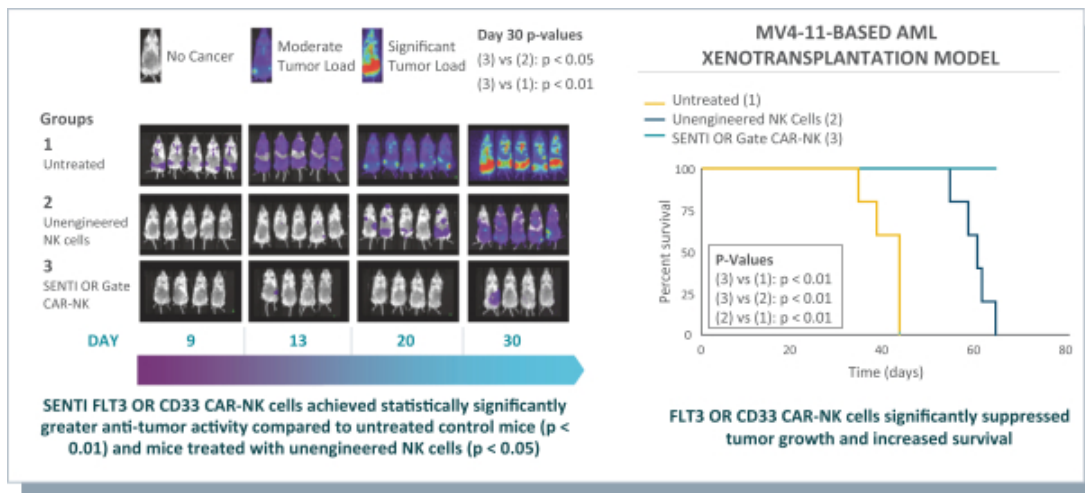 No Cancer
Moderate
Tumor Load
Significant
Tumor Load
Day 30 p-values
(3) vs (2): p < 0.05
(3) vs (1): p < 0.01
Groups
1
Untreated
2
Unengineered
NK cells
3
SENTI OR Gate
CAR-NK
DAY 9 13 20 30
SENTI FLT3 OR CD33 CAR-NK cells achieved statistically significantly
greater anti-tumor activity compared to untreated control mice (p <
0.01) and mice treated with unengineered NK cells (p < 0.05)
MV4-11-BASED AML
XENOTRANSPLANTATION MODEL
Untreated (1)
Unengineered NK Cells (2)
SENTI OR Gate CAR-NK (3)
Percent survival
100
75
50
25
0
P-Values
(3) vs (1): p < 0.01
(3) vs (2): p < 0.01
(2) vs (1): p < 0.01
0 20 40 60 80
Time (days)
FLT3 OR CD33 CAR-NK cells significantly suppressed
tumor growth and increased survival